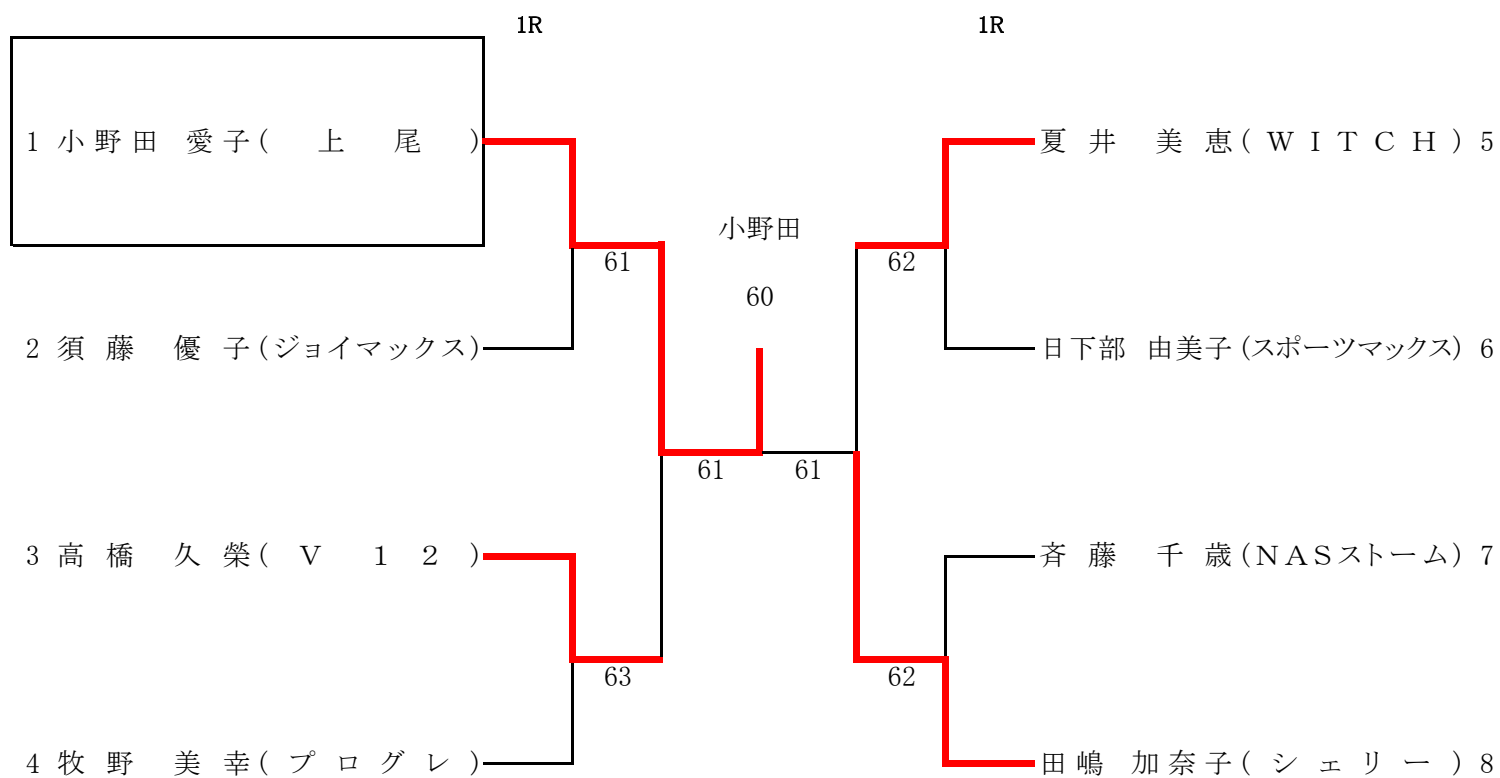 1R 1R
1 小野田 愛子( 上 尾 ) 夏 井 美 恵(ＷＩＴＣＨ) 5
小野田
61 62
60
2 須 藤 優 子(ジョイマックス) 日下部 由美子(スポーツマックス) 6
61 61
3 高 橋 久 榮( Ｖ １ ２ ) 斉 藤 千 歳(ＮＡＳストーム) 7
63 62
4 牧 野 美 幸( プ ロ グ レ ) 田 嶋 加奈子( シ ェ リ ー ) 8